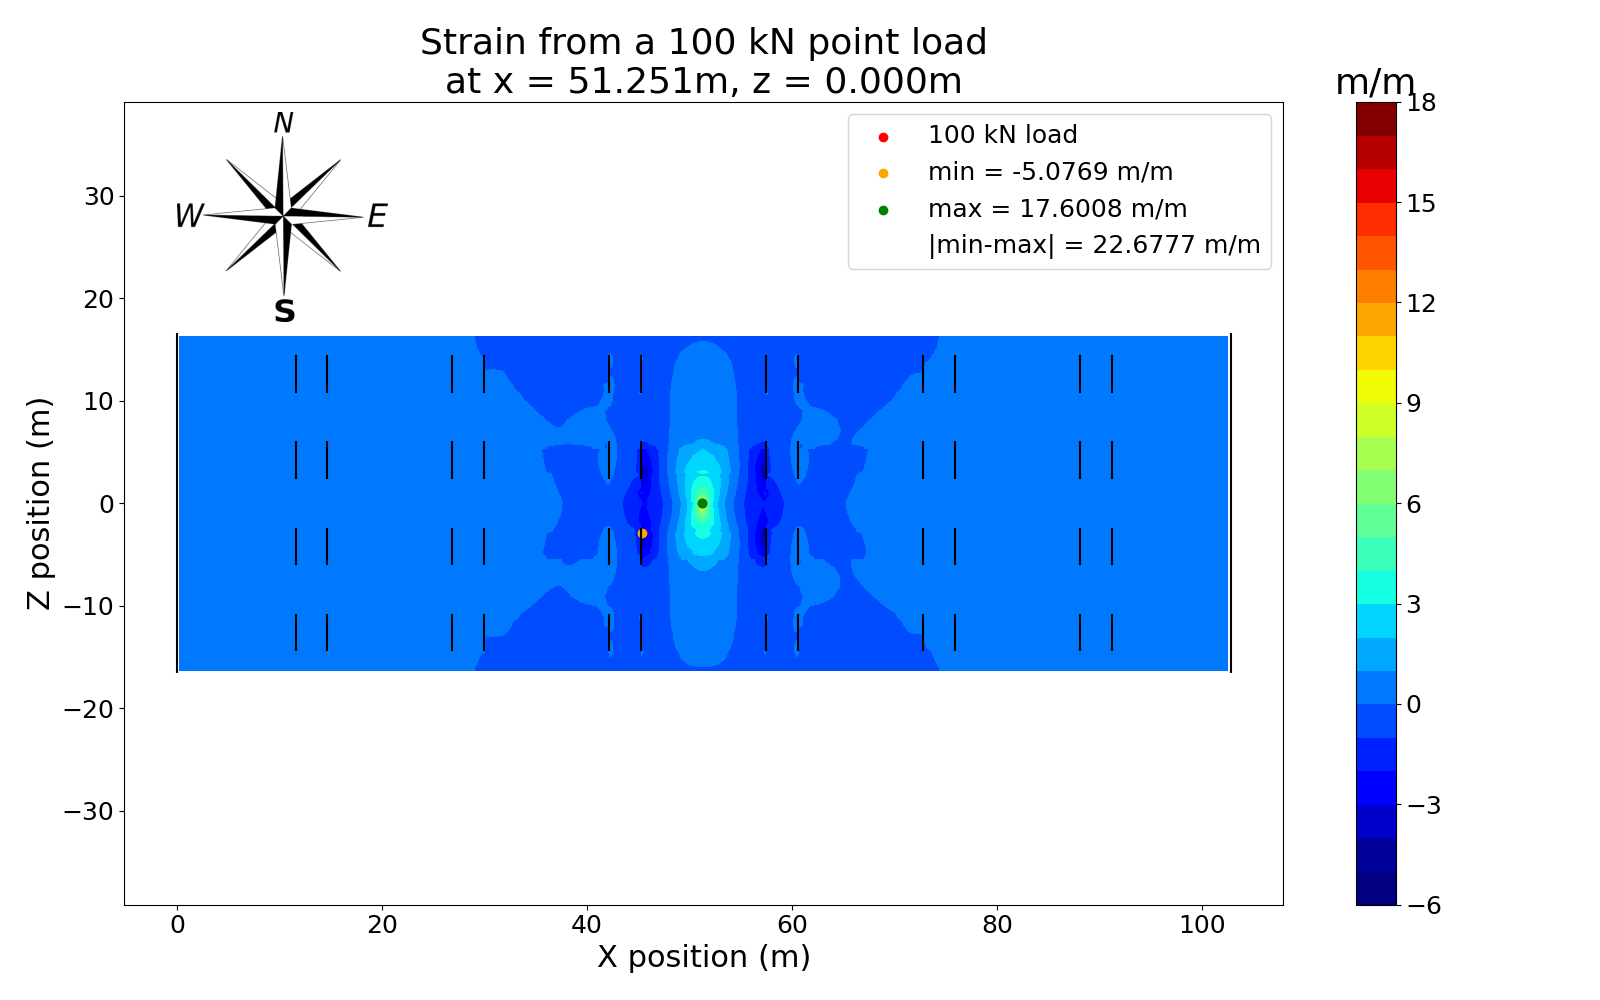 Strain from a 100 kN point load
at x = 51.251m, z = 0.000m
m/m
N
W
E
S
100 kN load
min = -5.0769 m/m
max = 17.6008 m/m
|min-max| = 22.6777 m/m
18
15
12
9
6
3
0
−3
−6
Z position (m)
30
20
10
0
−10
−20
−30
0
20
40
60
80
100
X position (m)